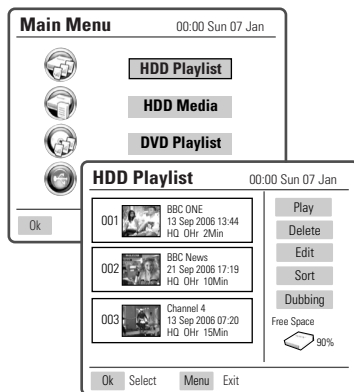 Main Menu 00:00 Sun 07 Jan
HDD Playlist
HDD Media
DVD Playlist
Ok
HDD Playlist 00:00 Sun 07 Jan
001
BBC ONE
13 Sep 2006 13:44
HQ 0Hr 2Min
002
BBC News
21 Sep 2006 17:19
HQ 0Hr 10Min
003
Channel 4
13 Sep 2006 07:20
HQ 0Hr 15Min
Play
Delete
Edit
Sort
Dubbing
Free Space
90%
Ok Select Menu Exit